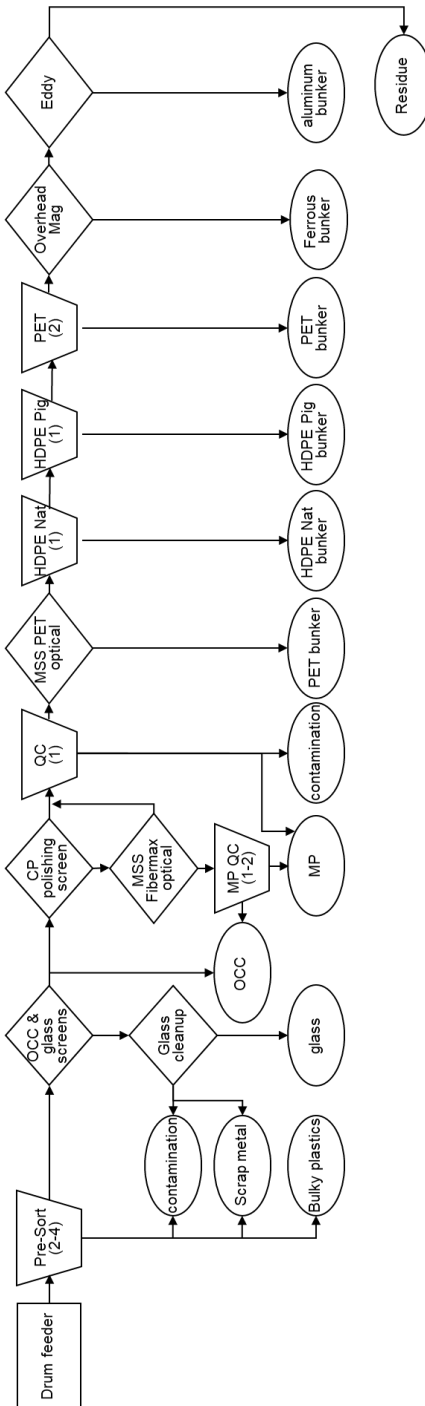 Drum feeder
Pre-Sort
(2-4)
OCC &
glass
screens
CP
polishing
screen
QC
(1)
MSS PET
optical
HDPE Nat
(1)
HDPE Pig
(1)
PET
(2)
Overhead
Mag
Eddy
Glass
cleanup
MSS
Fibermax
optical
MP QC
(1-2)
contamination
Scrap metal
Bulky plastics
glass
OCC
MP
contamination
PET bunker
HDPE Nat
bunker
HDPE Pig
bunker
PET
bunker
Ferrous
bunker
aluminum
bunker
Residue